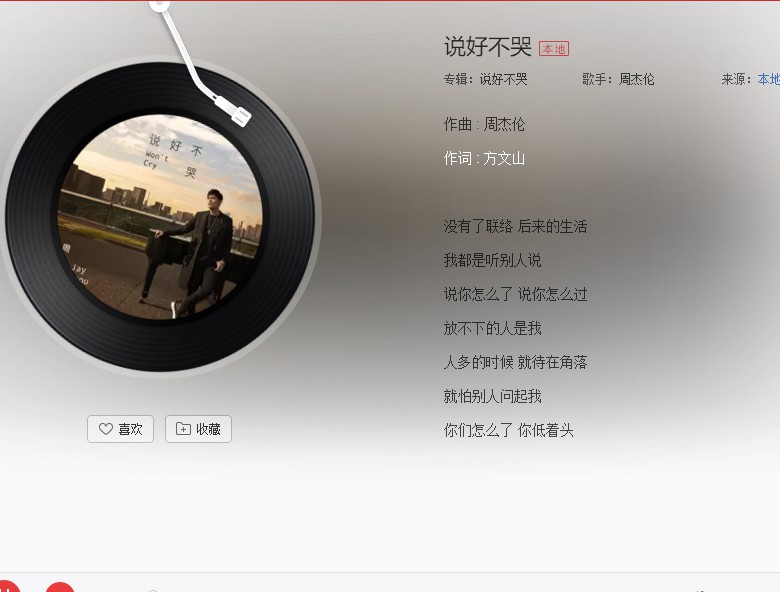 说好不哭 本地
专辑：说好不哭 歌手：周杰伦 来源：本地
作曲 : 周杰伦
作词 : 方文山
没有了联络 后来的生活
我都是听别人说
说你怎么了 说你怎么过
放不下的人是我
人多的时候 就待在角落
就怕别人问起我
你们怎么了 你低着头
说好不哭
Won't
Cry
Jay
喜欢 收藏